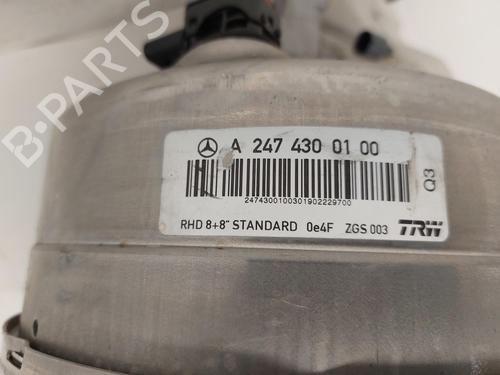 B-PARTS
A 247 430 01 00
2474300100301902229700
Q3
RHD 8+8" STANDARD 0e4F ZGS 003 TRW